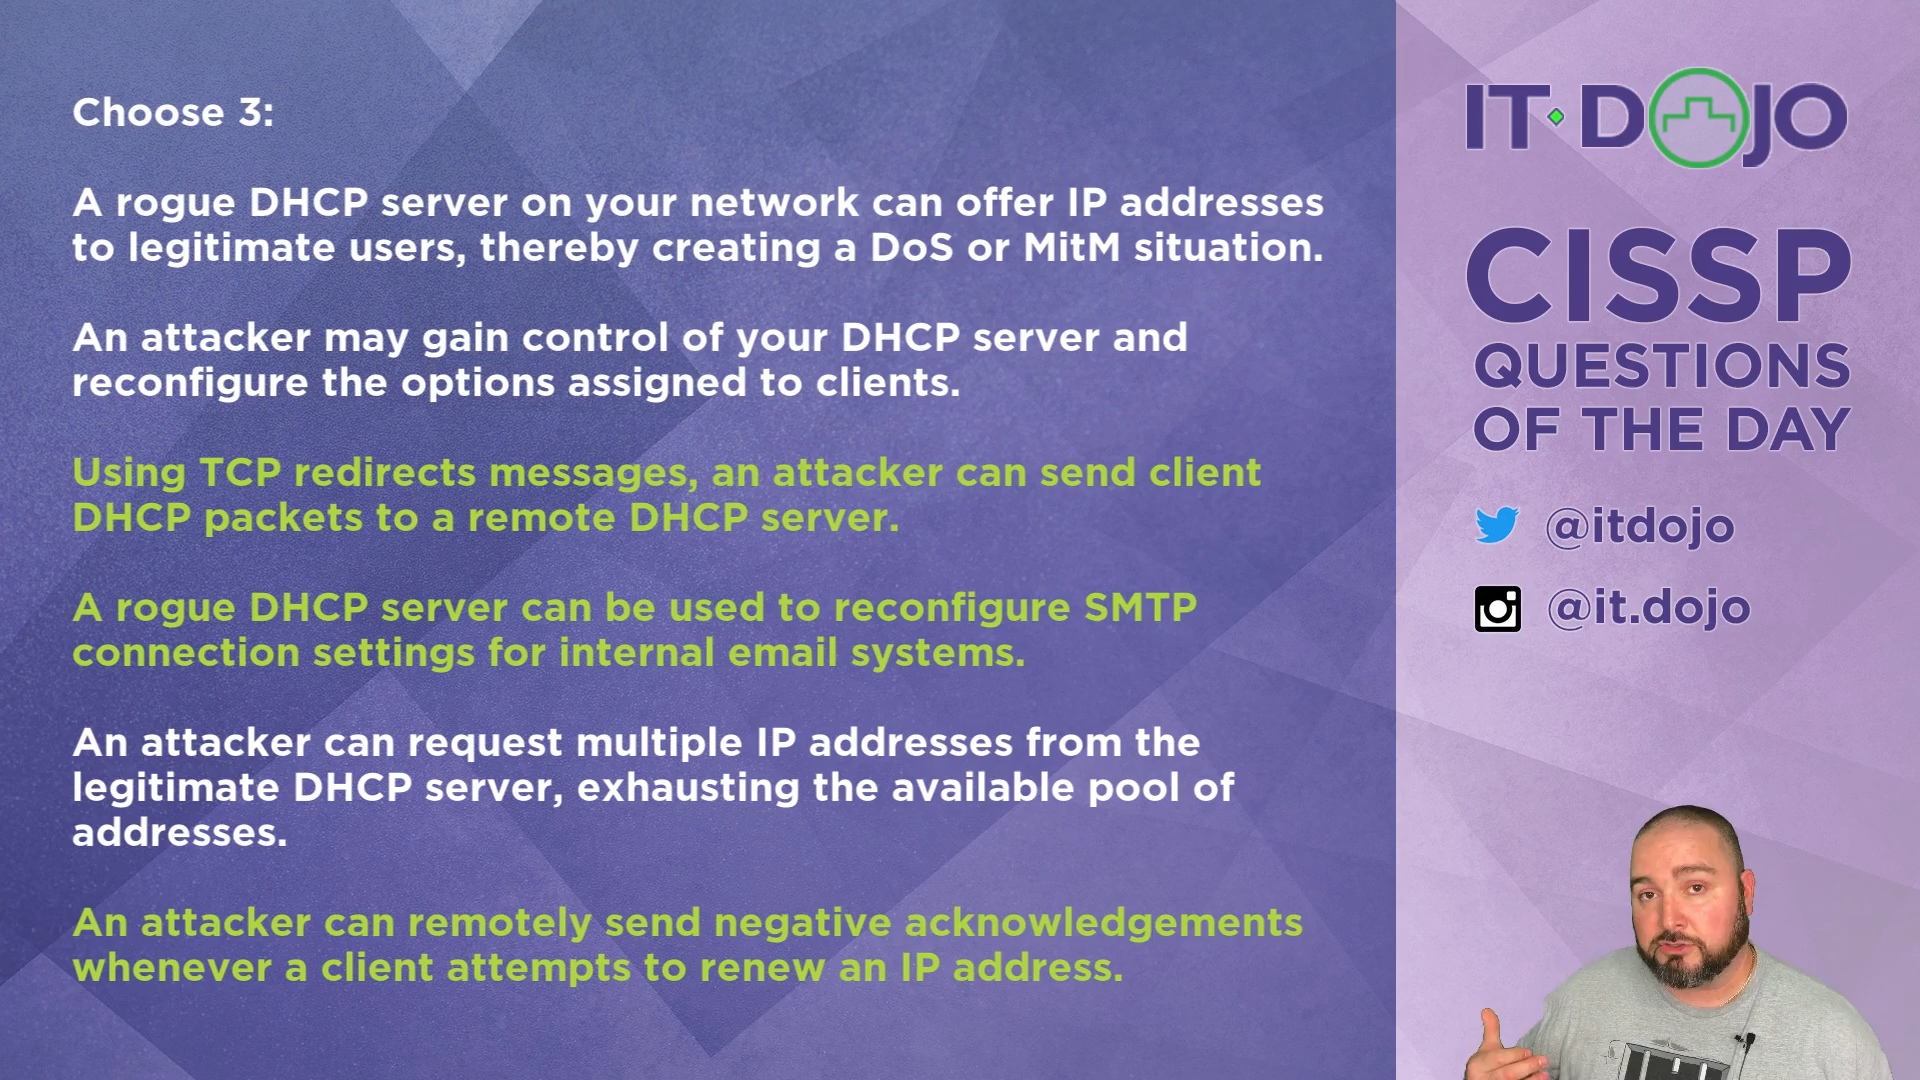 Choose 3:
A rogue DHCP server on your network can offer IP addresses
to legitimate users, thereby creating a DoS or MitM situation.
An attacker may gain control of your DHCP server and
reconfigure the options assigned to clients.
Using TCP redirects messages, an attacker can send client
DHCP packets to a remote DHCP server.
A rogue DHCP server can be used to reconfigure SMTP
connection settings for internal email systems.
An attacker can request multiple IP addresses from the
legitimate DHCP server, exhausting the available pool of
addresses.
An attacker can remotely send negative acknowledgements
whenever a client attempts to renew an IP address.
IT·DOJO
CISSP
QUESTIONS
OF THE DAY
@itdojo
@it.dojo